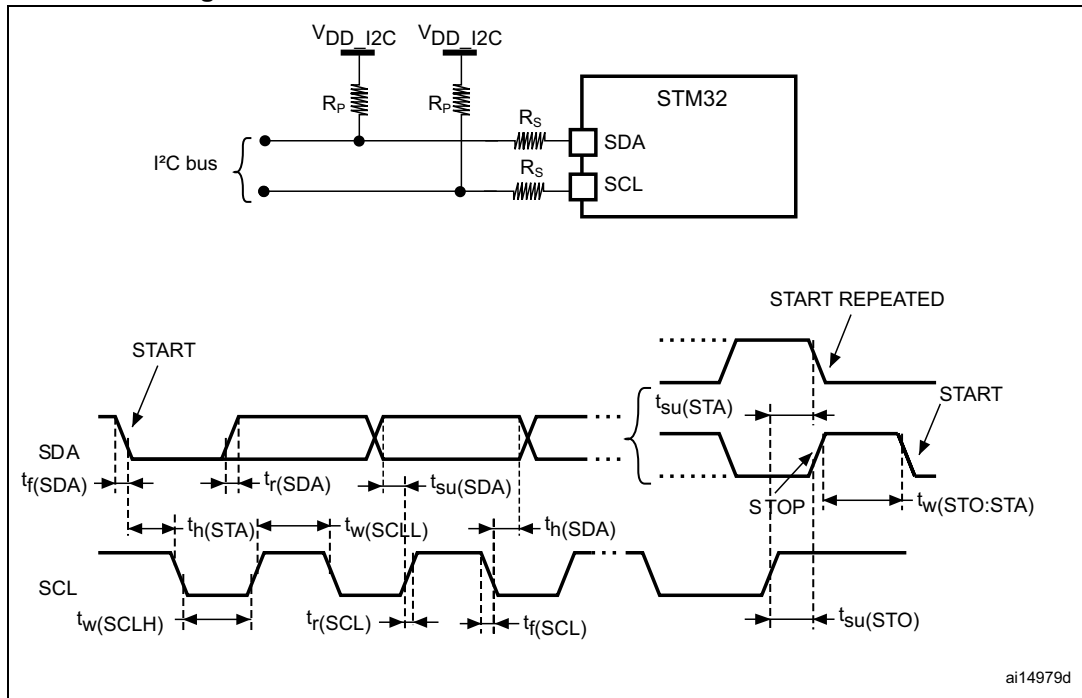 VDD_I2C VDD_I2C
RP RP
STM32
RS
SDA
I²C bus
RS
SCL
START REPEATED
START
tsu(STA)
START
SDA
tf(SDA) tr(SDA) tsu(SDA)
STOP
tw(STO:STA)
th(STA) tw(SCLL) th(SDA)
SCL
tw(SCLH) tr(SCL) tf(SCL) tsu(STO)
ai14979d